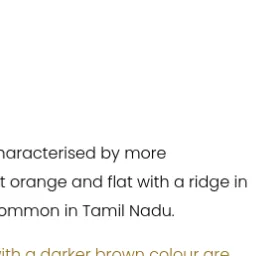 haracterised by more
t orange and flat with a ridge in
ommon in Tamil Nadu.
ith a darker brown colour are